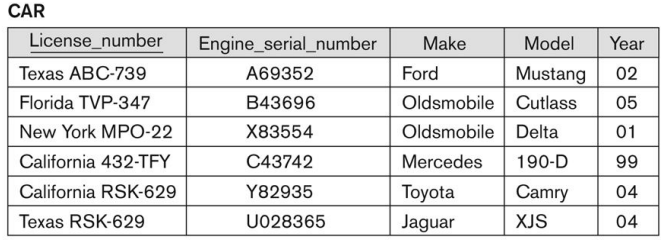 CAR
License_number Engine_serial_number Make Model Year
Texas ABC-739 A69352 Ford Mustang 02
Florida TVP-347 B43696 Oldsmobile Cutlass 05
New York MPO-22 X83554 Oldsmobile Delta 01
California 432-TFY C43742 Mercedes 190-D 99
California RSK-629 Y82935 Toyota Camry 04
Texas RSK-629 U028365 Jaguar XJS 04